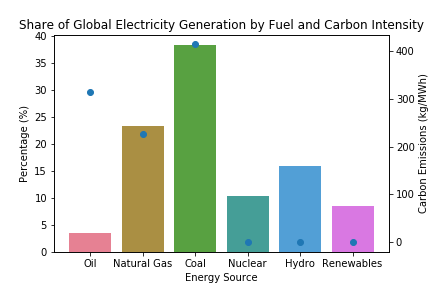 Share of Global Electricity Generation by Fuel and Carbon Intensity
40
35
30
25
20
15
10
5
0
Percentage (%)
400
300
200
100
0
Carbon Emissions (kg/MWh)
Oil Natural Gas Coal Nuclear Hydro Renewables
Energy Source